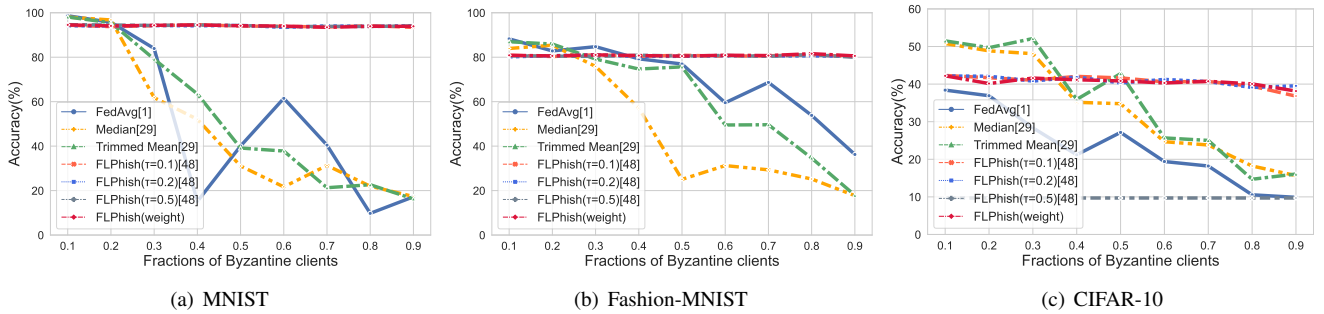 Accuracy(%)
100
80
60
40
20
0
FedAvg[1]
Median[29]
Trimmed Mean[29]
FLPhish(τ=0.1)[48]
FLPhish(τ=0.2)[48]
FLPhish(τ=0.5)[48]
FLPhish(weight)
0.1 0.2 0.3 0.4 0.5 0.6 0.7 0.8 0.9
Fractions of Byzantine clients
(a) MNIST
Accuracy(%)
100
80
60
40
20
0
FedAvg[1]
Median[29]
Trimmed Mean[29]
FLPhish(τ=0.1)[48]
FLPhish(τ=0.2)[48]
FLPhish(τ=0.5)[48]
FLPhish(weight)
0.1 0.2 0.3 0.4 0.5 0.6 0.7 0.8 0.9
Fractions of Byzantine clients
(b) Fashion-MNIST
Accuracy(%)
60
50
40
30
20
10
0
FedAvg[1]
Median[29]
Trimmed Mean[29]
FLPhish(τ=0.1)[48]
FLPhish(τ=0.2)[48]
FLPhish(τ=0.5)[48]
FLPhish(weight)
0.1 0.2 0.3 0.4 0.5 0.6 0.7 0.8 0.9
Fractions of Byzantine clients
(c) CIFAR-10